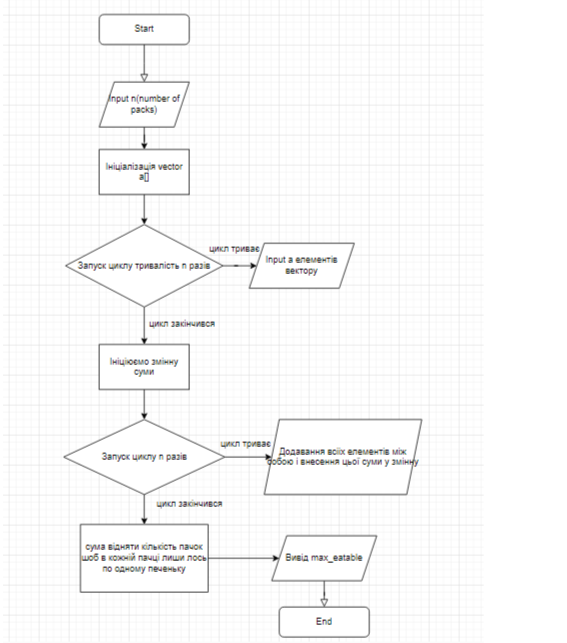 Start
Input n(number of
packs)
Ініціалізація vector
a[]
цикл триває
Запуск циклу тривалість n разів
Input a елементів
вектору
цикл закінчився
Ініціюємо змінну
суми
цикл триває
Запуск циклу n разів
Додавання всіх елементів між
собою і внесення цьої суми у змінну
цикл закінчився
сума відняти кількість пачок
шоб в кожній пачці лиши лось
по одному печеньку
Вивід max_eatable
End